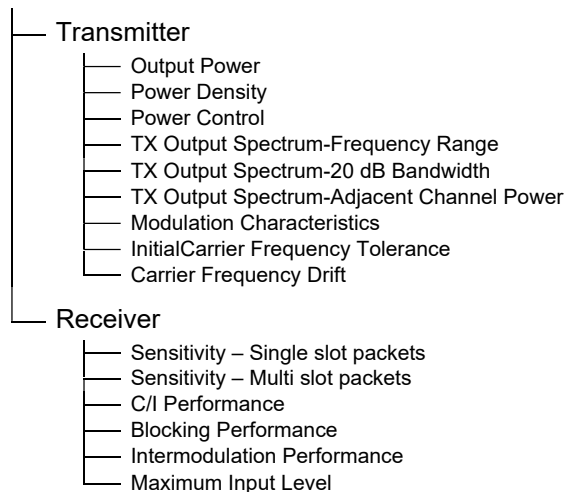 Transmitter
Output Power
Power Density
Power Control
TX Output Spectrum-Frequency Range
TX Output Spectrum-20 dB Bandwidth
TX Output Spectrum-Adjacent Channel Power
Modulation Characteristics
InitialCarrier Frequency Tolerance
Carrier Frequency Drift
Receiver
Sensitivity – Single slot packets
Sensitivity – Multi slot packets
C/I Performance
Blocking Performance
Intermodulation Performance
Maximum Input Level